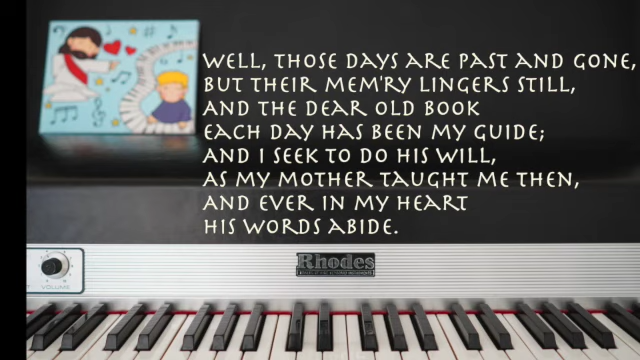 WELL, THOSE DAYS ARE PAST AND GONE,
BUT THEIR MEM'RY LINGERS STILL,
AND THE DEAR OLD BOOK
EACH DAY HAS BEEN MY GUIDE;
AND I SEEK TO DO HIS WILL,
AS MY MOTHER TAUGHT ME THEN,
AND EVER IN MY HEART
HIS WORDS ABIDE.
Rhodes
VOLUME